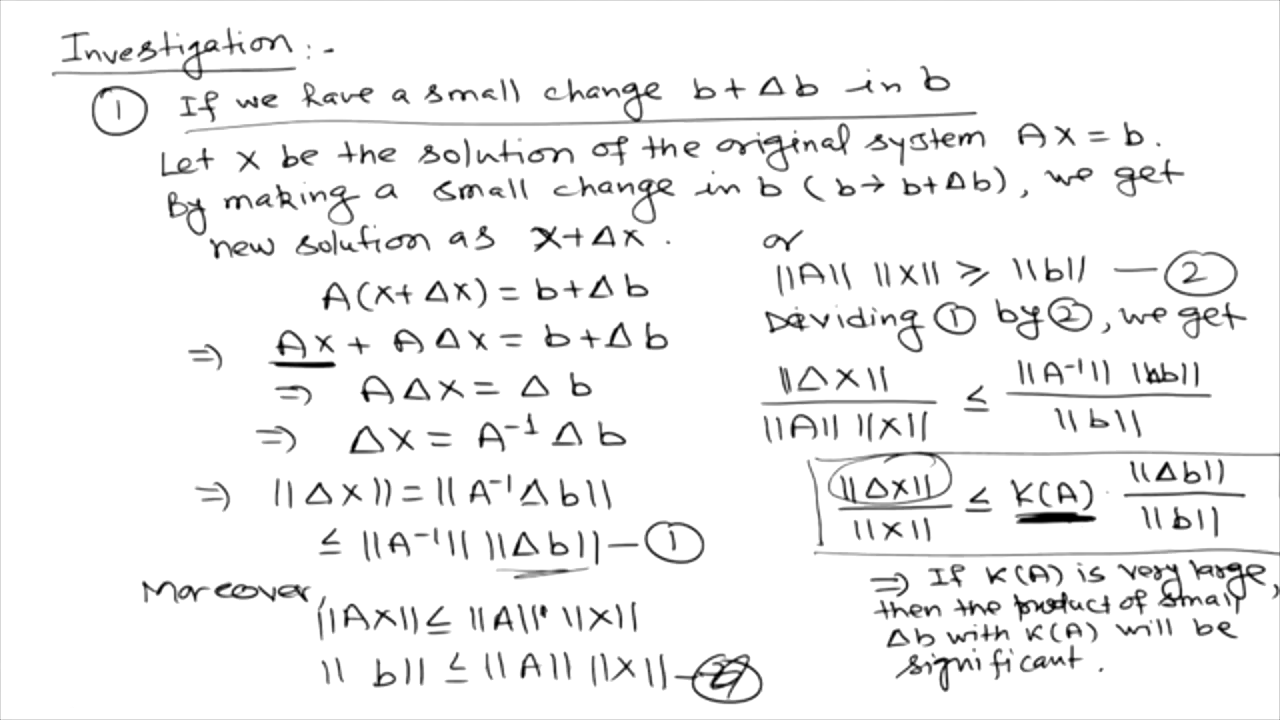 Investigation :-
① If we have a small change b+Δb in b
Let x be the solution of the original system Ax = b.
By making a small change in b (b→ b+Δb), we get
new solution as x+Δx.
A(x+Δx) = b+Δb
⇒ Ax + AΔx = b+Δb
⇒ AΔx = Δb
⇒ Δx = A⁻¹ Δb
⇒ ||Δx|| = ||A⁻¹Δb||
≤ ||A⁻¹|| ||Δb|| — ①
Moreover,
||Ax|| ≤ ||A|| ||x||
||b|| ≤ ||A|| ||x|| —
or
||A|| ||x|| ⩾ ||b|| — ②
Dividing ① by ②, we get
||Δx|| / ||A|| ||x|| ≤ ||A⁻¹|| ||Δb|| / ||b||
||Δx|| / ||x|| ≤ K(A) · ||Δb|| / ||b||
⇒ If K(A) is very large,
then the product of small
Δb with K(A) will be
significant.